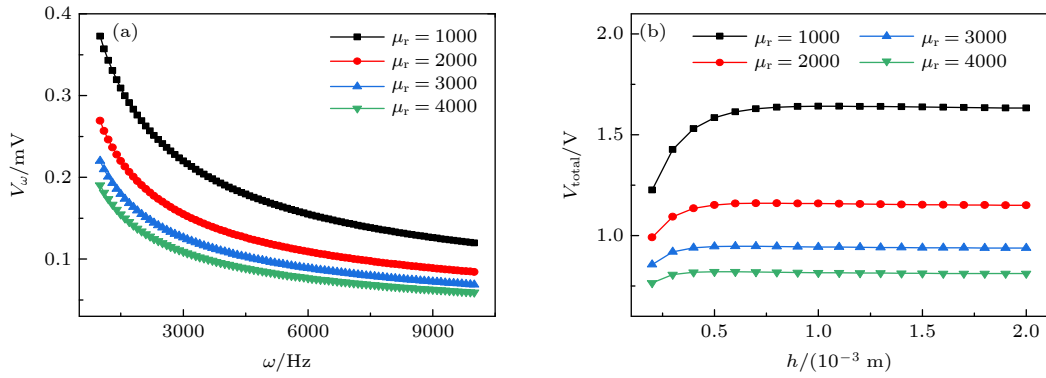 (a)
μr = 1000
μr = 2000
μr = 3000
μr = 4000
0.4
0.3
0.2
0.1
Vω/mV
3000 6000 9000
ω/Hz
(b)
μr = 1000 μr = 3000
μr = 2000 μr = 4000
2.0
1.5
1.0
Vtotal/V
0.5 1.0 1.5 2.0
h/(10⁻³ m)